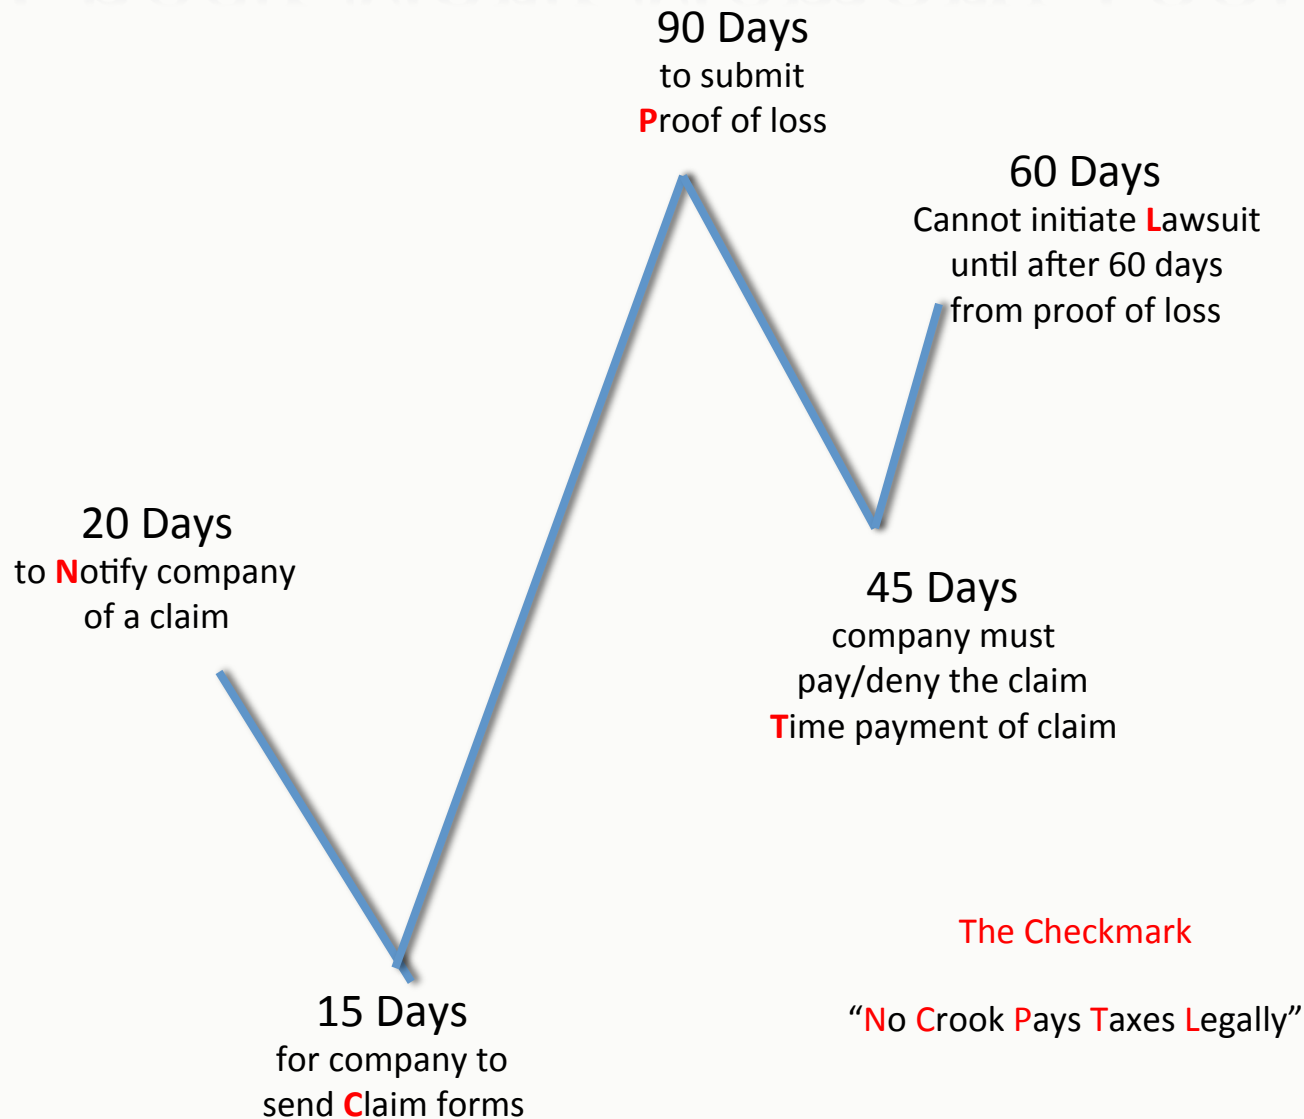 90 Days
to submit
Proof of loss
60 Days
Cannot initiate Lawsuit
until after 60 days
from proof of loss
20 Days
to Notify company
of a claim
45 Days
company must
pay/deny the claim
Time payment of claim
15 Days
for company to
send Claim forms
The Checkmark
“No Crook Pays Taxes Legally”